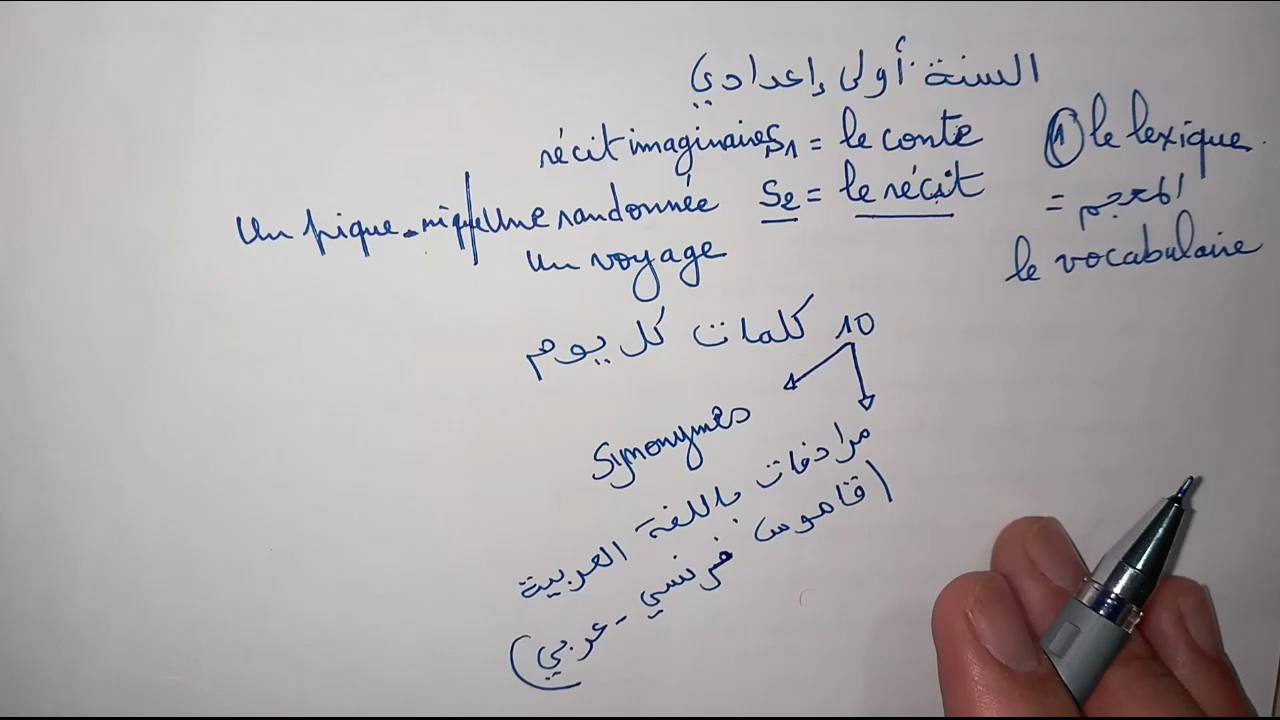 السنة أولى إعدادي
récit imaginaires S1 = le conte
Un pique-nique Une randonnée S2 = le récit
Un voyage
1 le lexique
= المعجم
le vocabulaire
10 كلمات كل يوم
Synonymes
مرادفات باللغة العربية
(قاموس فرنسي - عربي)